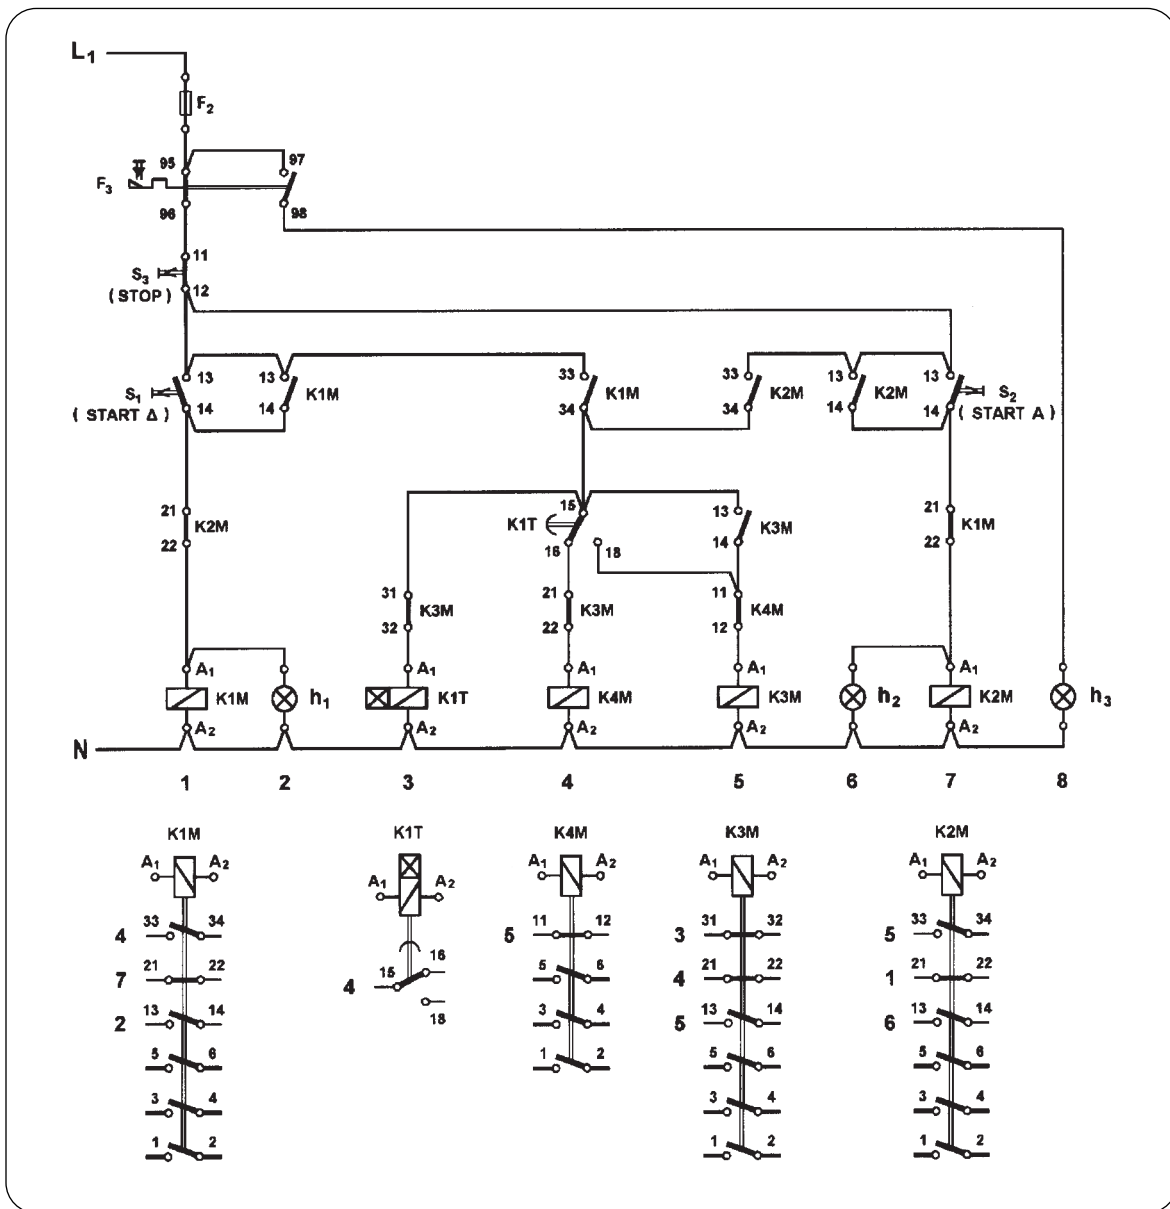 L1
F2
95 97
F3
96 98
11
S3
(STOP) 12
13 13 33 33 13 13
S1 K1M K1M K2M K2M S2
(START Δ) 14 14 34 34 14 14 (START A)
21 15 13 21
K2M K1T K3M K1M
22 16 18 14 22
31 21 11
K3M K3M K4M
32 22 12
A1 A1 A1 A1 A1
K1M h1 K1T K4M K3M h2 K2M h3
A2 A2 A2 A2 A2
N
1 2 3 4 5 6 7 8
K1M K1T K4M K3M K2M
A1 A2 A1 A2 A1 A2 A1 A2 A1 A2
4 33 34
7 21 22
2 13 14
5 6
3 4
1 2
4 15 16
18
5 11 12
5 6
3 4
1 2
3 31 32
4 21 22
5 13 14
5 6
3 4
1 2
5 33 34
1 21 22
6 13 14
5 6
3 4
1 2